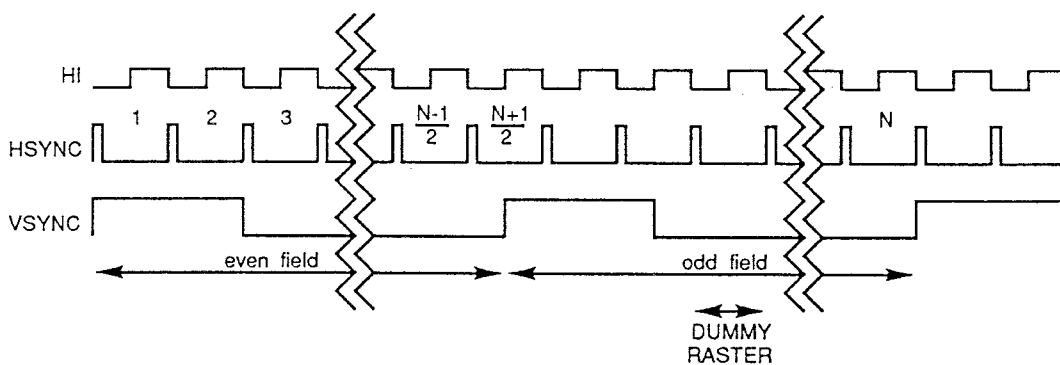 HI
1 2 3 N-1 N+1 N
2 2
HSYNC
VSYNC
even field odd field
DUMMY
RASTER